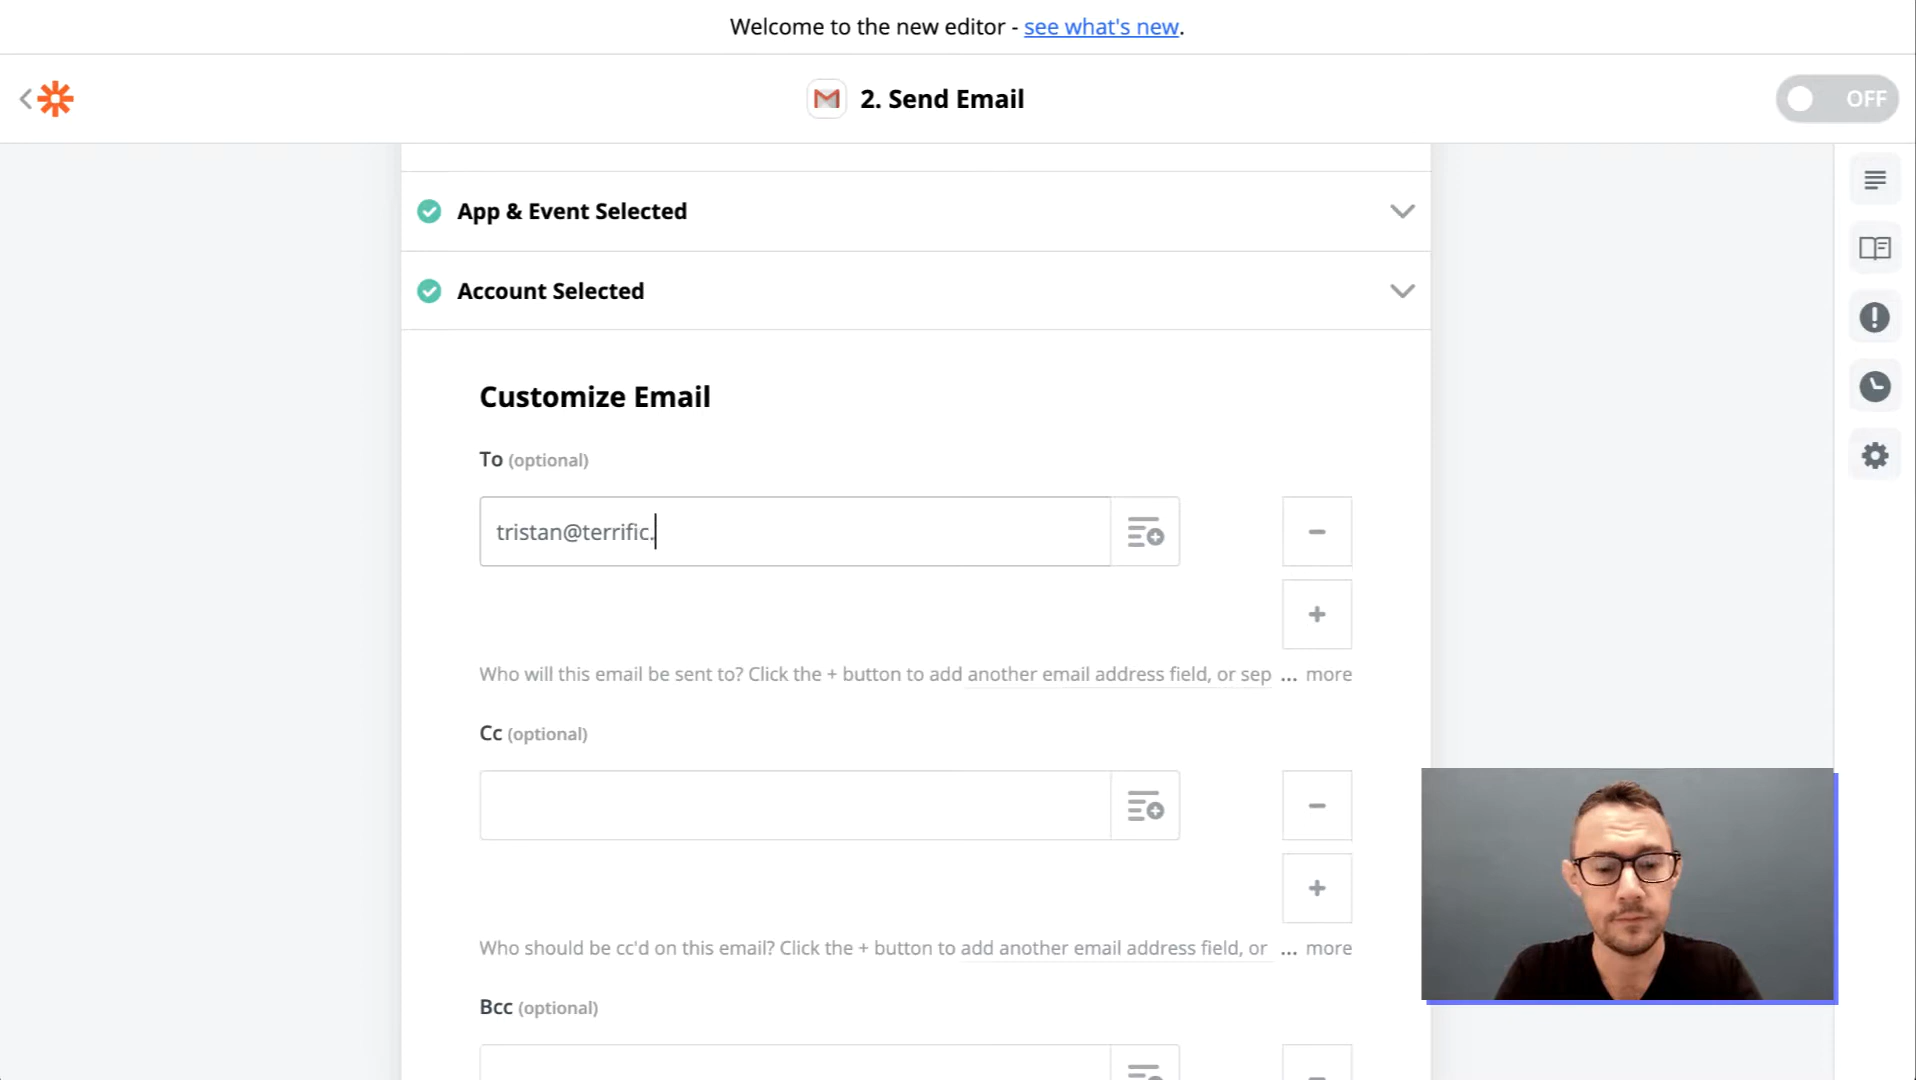 Welcome to the new editor - see what's new.
2. Send Email
OFF
App & Event Selected
Account Selected
Customize Email
To (optional)
tristan@terrific.
Who will this email be sent to? Click the + button to add another email address field, or sep ... more
Cc (optional)
Who should be cc'd on this email? Click the + button to add another email address field, or ... more
Bcc (optional)